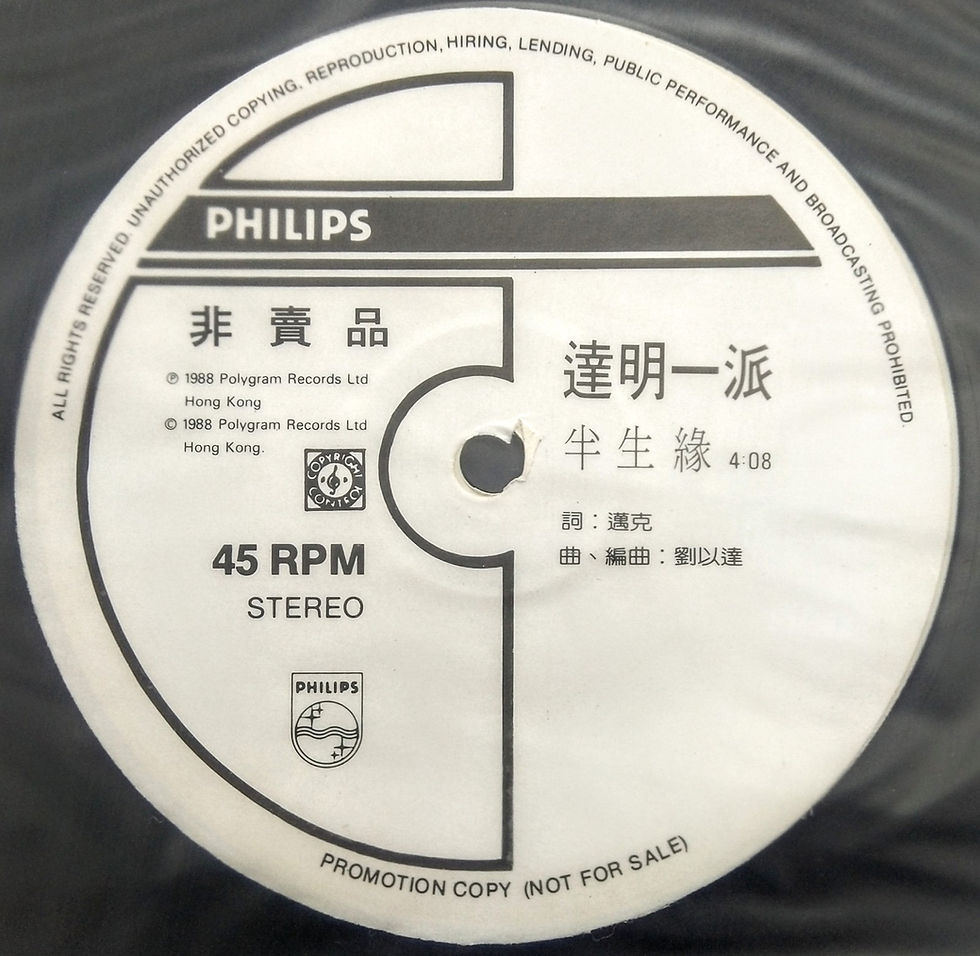 ALL RIGHTS RESERVED. UNAUTHORIZED COPYING, REPRODUCTION, HIRING, LENDING, PUBLIC PERFORMANCE AND BROADCASTING PROHIBITED.
PHILIPS
非賣品
℗ 1988 Polygram Records Ltd
Hong Kong
© 1988 Polygram Records Ltd
Hong Kong.
COPYRIGHT
CONTROL
45 RPM
STEREO
PHILIPS
達明一派
半生緣 4:08
詞：邁克
曲、編曲：劉以達
PROMOTION COPY (NOT FOR SALE)